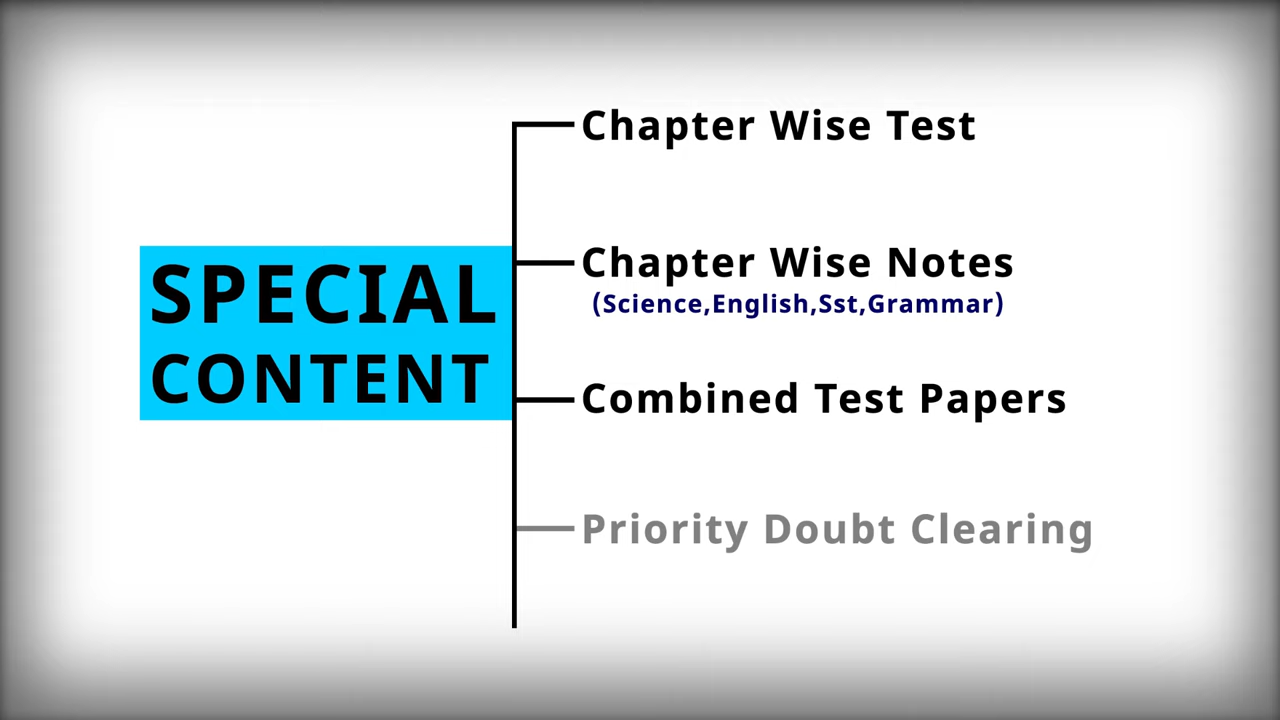 SPECIAL
CONTENT
Chapter Wise Test
Chapter Wise Notes
(Science,English,Sst,Grammar)
Combined Test Papers
Priority Doubt Clearing